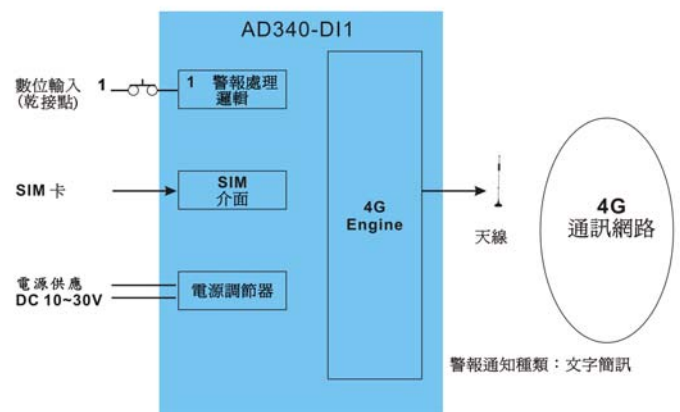 AD340-DI1
數位輸入 1
(乾接點)
1 警報處理
邏輯
SIM 卡
SIM
介面
電源供應
DC 10~30V
電源調節器
4G
Engine
天線
4G
通訊網路
警報通知種類：文字簡訊